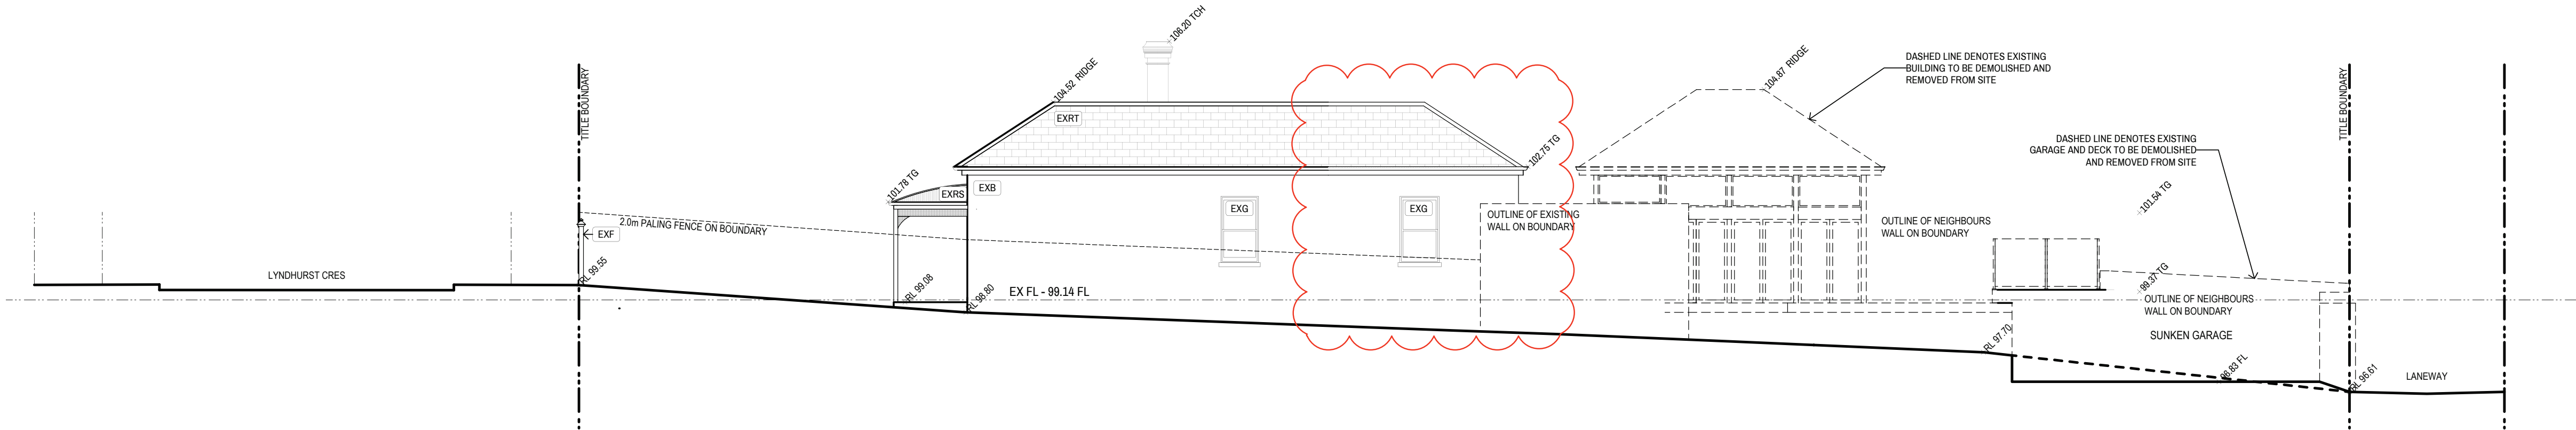 106.20 TCH
104.52 RIDGE
104.87 RIDGE
TITLE BOUNDARY
TITLE BOUNDARY
DASHED LINE DENOTES EXISTING
BUILDING TO BE DEMOLISHED AND
REMOVED FROM SITE
EXRT
DASHED LINE DENOTES EXISTING
GARAGE AND DECK TO BE DEMOLISHED
AND REMOVED FROM SITE
102.75 TG
101.78 TG
EXRS
EXB
EXG
EXG
101.54 TG
OUTLINE OF EXISTING
WALL ON BOUNDARY
OUTLINE OF NEIGHBOURS
WALL ON BOUNDARY
2.0m PALING FENCE ON BOUNDARY
EXF
LYNDHURST CRES
RL 99.55
RL 99.08
RL 98.80
EX FL - 99.14 FL
99.37 TG
OUTLINE OF NEIGHBOURS
WALL ON BOUNDARY
SUNKEN GARAGE
RL 97.70
96.83 FL
RL 96.61
LANEWAY